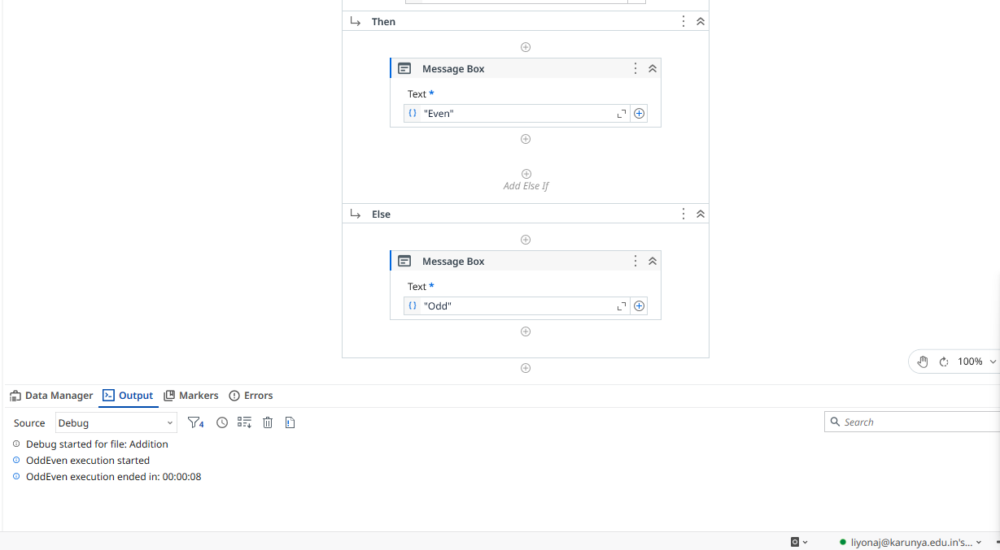 Then
Message Box
Text *
"Even"
Add Else If
Else
Message Box
Text *
"Odd"
100%
Data Manager Output Markers Errors
Source Debug 4 Search
Debug started for file: Addition
OddEven execution started
OddEven execution ended in: 00:00:08
liyonaj@karunya.edu.in's...